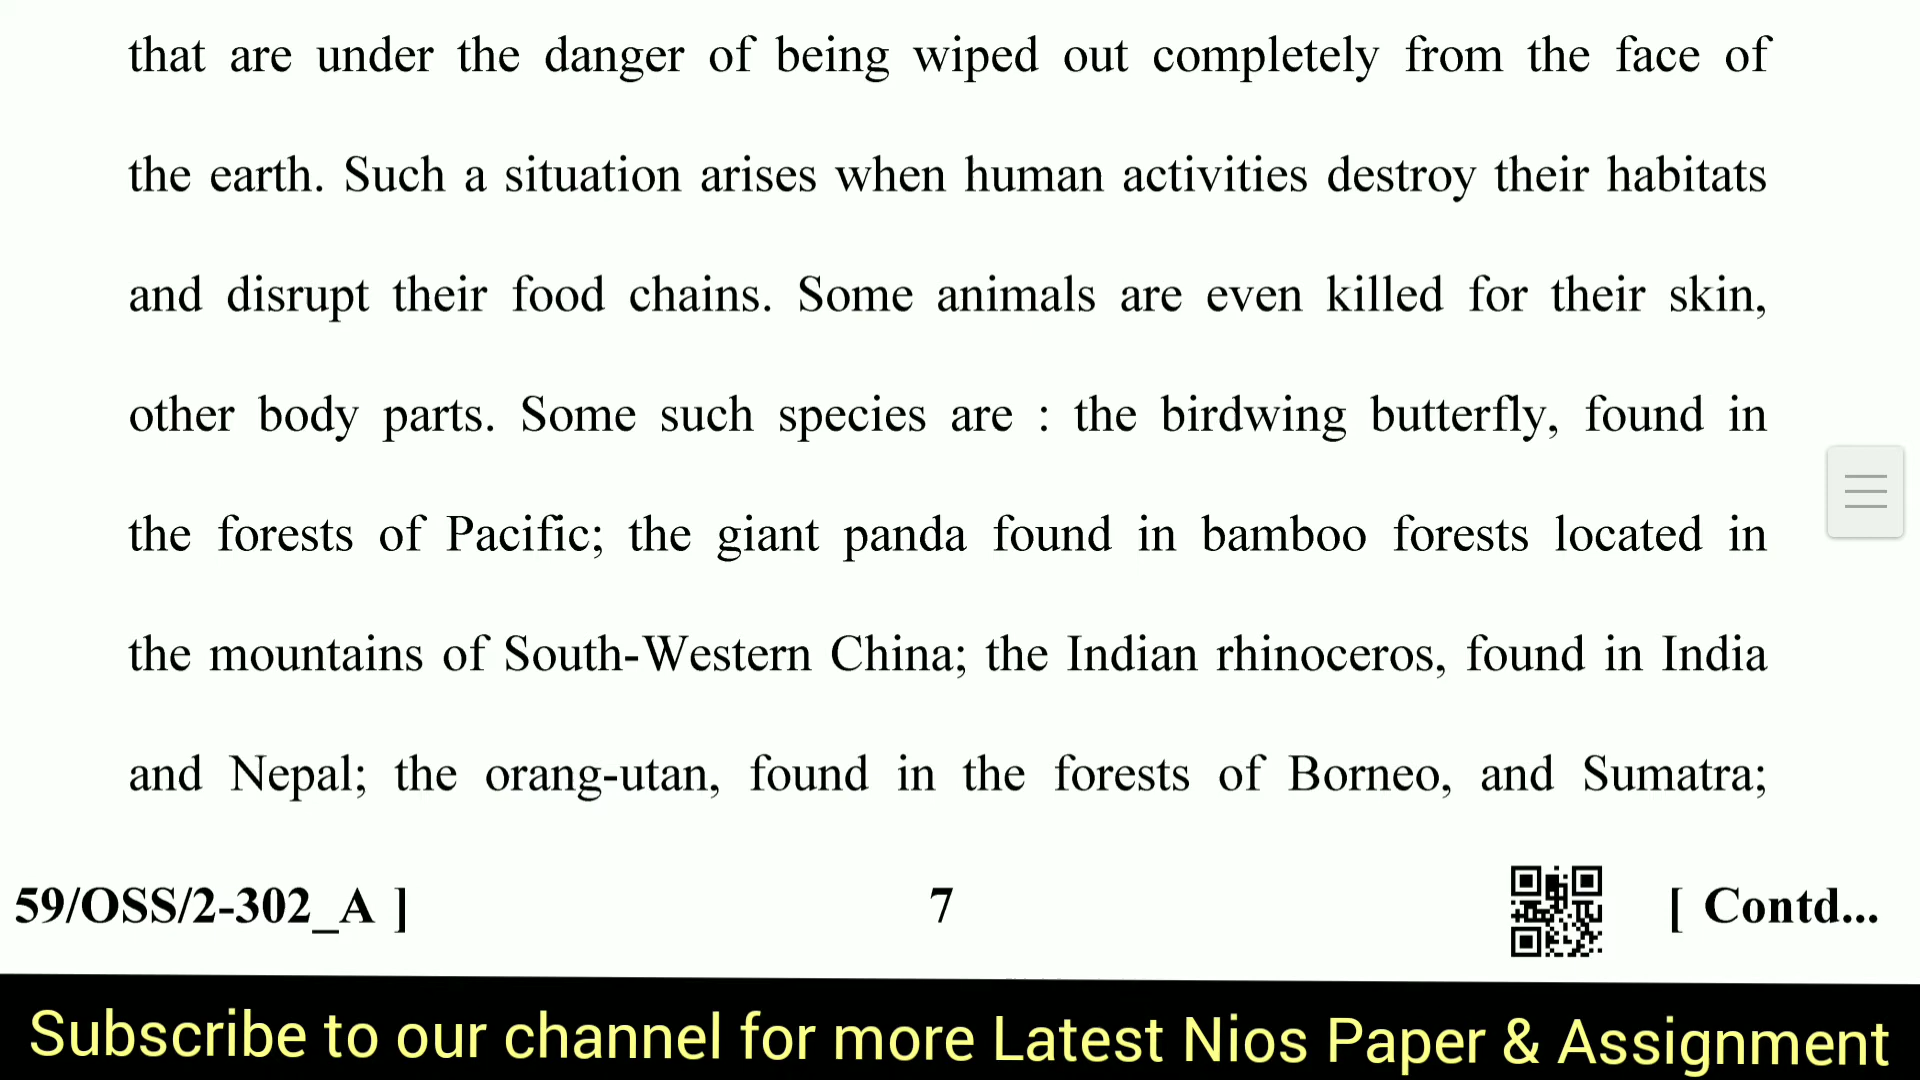 that are under the danger of being wiped out completely from the face of
the earth. Such a situation arises when human activities destroy their habitats
and disrupt their food chains. Some animals are even killed for their skin,
other body parts. Some such species are : the birdwing butterfly, found in
the forests of Pacific; the giant panda found in bamboo forests located in
the mountains of South-Western China; the Indian rhinoceros, found in India
and Nepal; the orang-utan, found in the forests of Borneo, and Sumatra;
59/OSS/2-302_A ] 7 [ Contd...
Subscribe to our channel for more Latest Nios Paper & Assignment